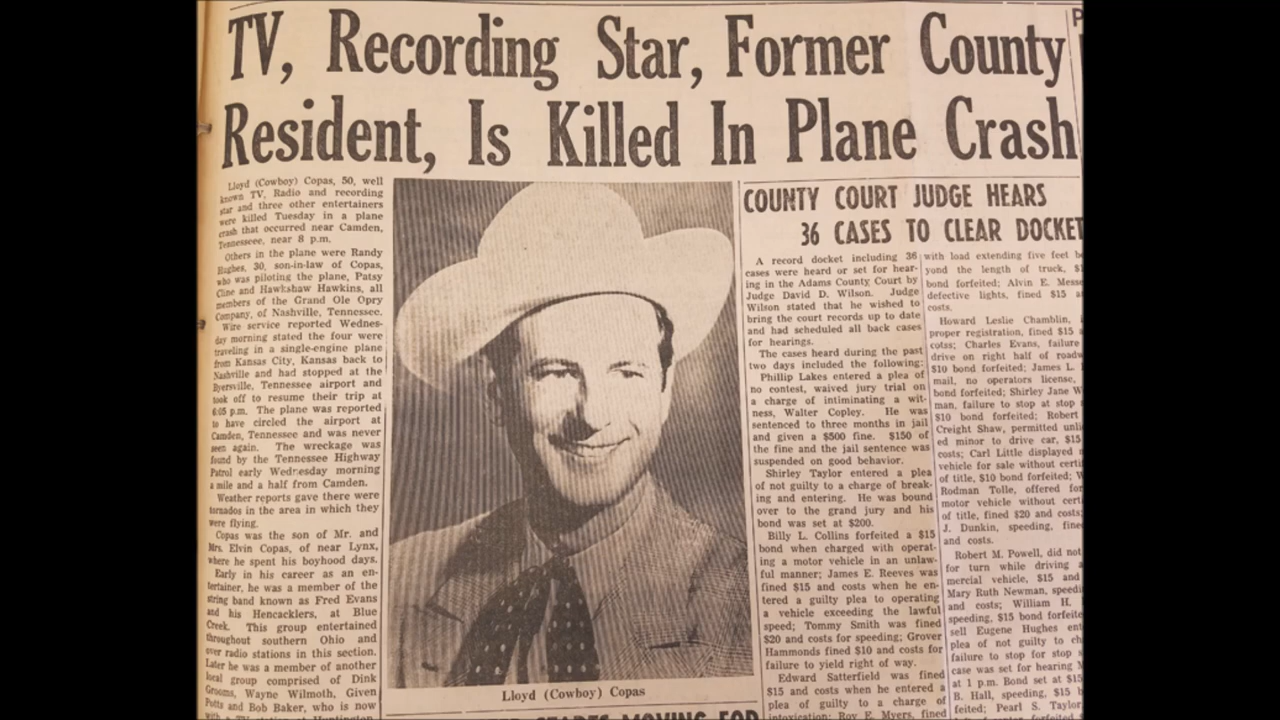 TV, Recording Star, Former County
Resident, Is Killed In Plane Crash
Lloyd (Cowboy) Copas, 50, well
known TV, Radio and recording
star and three other entertainers
were killed Tuesday in a plane
crash that occurred near Camden,
Tennesseee, near 8 p.m.
Others in the plane were Randy
Hughes, 30, son-in-law of Copas,
who was piloting the plane, Patsy
Cline and Hawkshaw Hawkins, all
members of the Grand Ole Opry
Company, of Nashville, Tennessee.
Wire service reported Wednes-
day morning stated the four were
traveling in a single-engine plane
from Kansas City, Kansas back to
Nashville and had stopped at the
Byersville, Tennessee airport and
took off to resume their trip at
6:05 p.m. The plane was reported
to have circled the airport at
Camden, Tennessee and was never
seen again. The wreckage was
found by the Tennessee Highway
Patrol early Wednesday morning
a mile and a half from Camden.
Weather reports gave there were
tornados in the area in which they
were flying.
Copas was the son of Mr. and
Mrs. Elvin Copas, of near Lynx,
where he spent his boyhood days.
Early in his career as an en-
tertainer, he was a member of the
string band known as Fred Evans
and his Hencacklers, at Blue
Creek. This group entertained
throughout southern Ohio and
over radio stations in this section.
Later he was a member of another
local group comprised of Dink
Grooms, Wayne Wilmoth, Given
Potts and Bob Baker, who is now
Lloyd (Cowboy) Copas
COUNTY COURT JUDGE HEARS
36 CASES TO CLEAR DOCKET
A record docket including 36
cases were heard or set for hear-
ing in the Adams County Court by
Judge David D. Wilson. Judge
Wilson stated that he wished to
bring the court records up to date
and had scheduled all back cases
for hearings.
The cases heard during the past
two days included the following:
Phillip Lakes entered a plea of
no contest, waived jury trial on
a charge of intiminating a wit-
ness, Walter Copley. He was
sentenced to three months in jail
and given a $500 fine. $150 of
the fine and the jail sentence was
suspended on good behavior.
Shirley Taylor entered a plea
of not guilty to a charge of break-
ing and entering. He was bound
over to the grand jury and his
bond was set at $200.
Billy L. Collins forfeited a $15
bond when charged with operat-
ing a motor vehicle in an unlaw-
ful manner; James E. Reeves was
fined $15 and costs when he en-
tered a guilty plea to operating
a vehicle exceeding the lawful
speed; Tommy Smith was fined
$20 and costs for speeding; Grover
Hammonds fined $10 and costs for
failure to yield right of way.
Edward Satterfield was fined
$15 and costs when he entered a
plea of guilty to a charge of
intoxication; Roy E. Myers, fined
with load extending five feet be
yond the length of truck, $1
bond forfeited; Alvin E. Messe
defective lights, fined $15 a
costs.
Howard Leslie Chamblin, i
proper registration, fined $15 a
cotss; Charles Evans, failure
drive on right half of roadw
$10 bond forfeited; James L.
mail, no operators license,
bond forfeited; Shirley Jane W
man, failure to stop at stop s
$10 bond forfeited; Robert
Creight Shaw, permitted unli
ed minor to drive car, $15
costs; Carl Little displayed
vehicle for sale without certi
of title, $10 bond forfeited; W
Rodman Tolle, offered for
motor vehicle without cert
of title, fined $20 and costs;
J. Dunkin, speeding, fine
and costs.
Robert M. Powell, did not
for turn while driving a
mercial vehicle, $15 and
Mary Ruth Newman, speedi
and costs; William H.
speeding, $15 bond forfeite
sell Eugene Hughes ent
plea of not guilty to ch
failure to stop for stop s
case was set for hearing M
at 1 p.m. Bond set at $15
B. Hall, speeding, $15 b
feited; Pearl S. Taylor